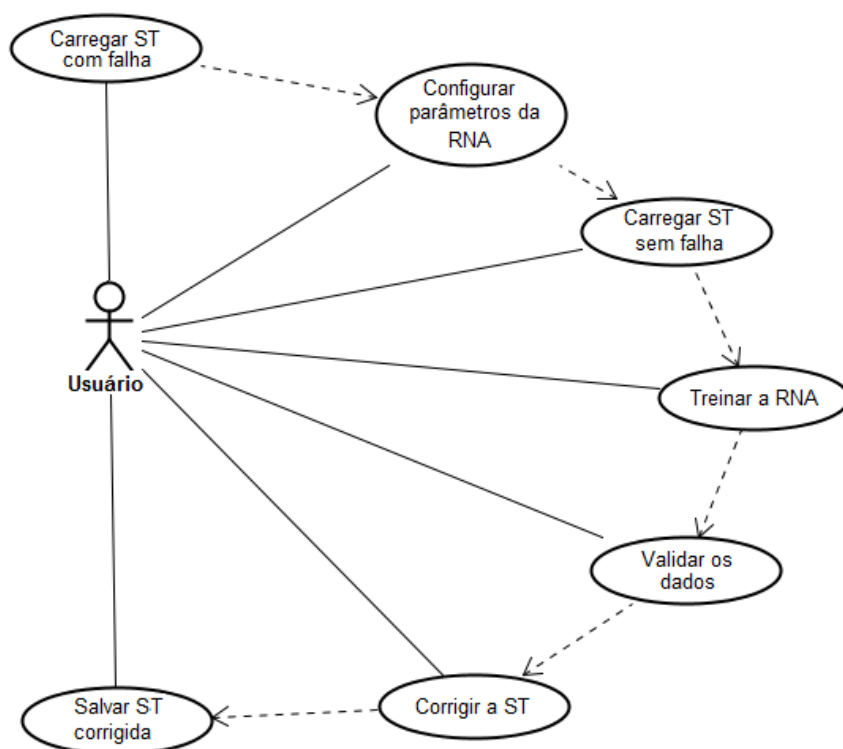 Carregar ST
com falha
Configurar
parâmetros da
RNA
Carregar ST
sem falha
Usuário
Treinar a RNA
Validar os
dados
Corrigir a ST
Salvar ST
corrigida